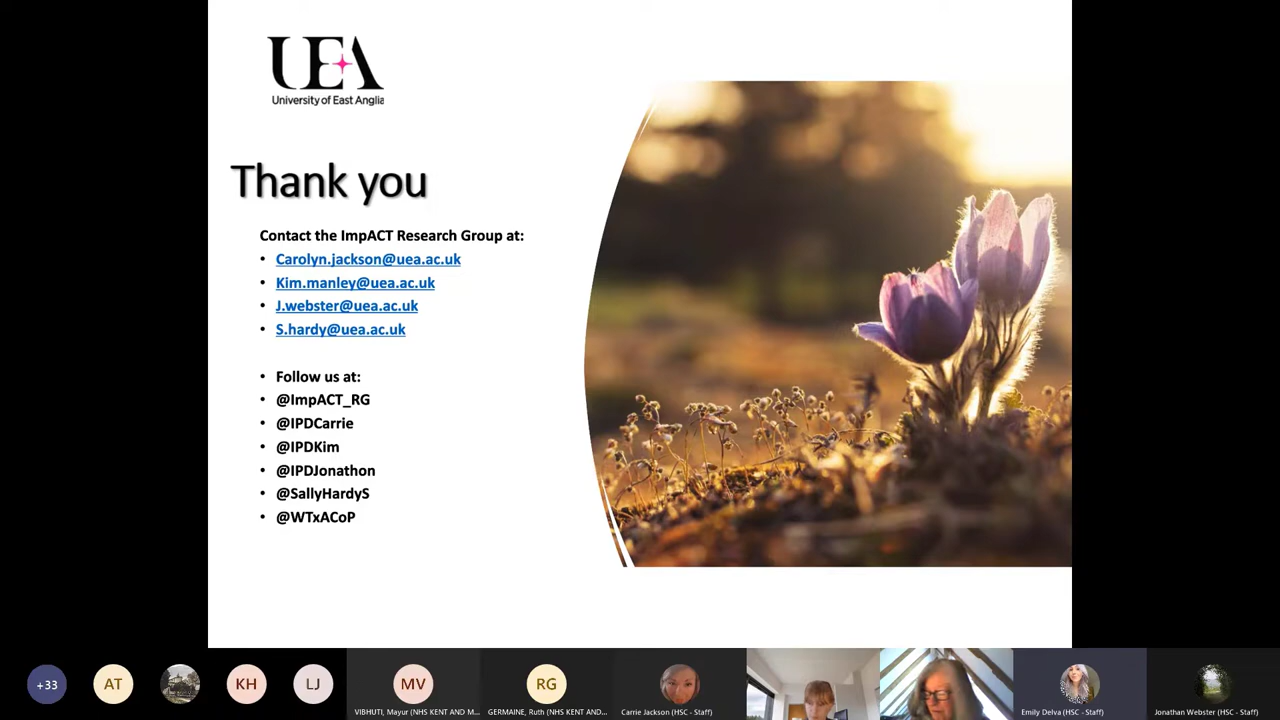 UEA
University of East Anglia
Thank you
Contact the ImpACT Research Group at:
• Carolyn.jackson@uea.ac.uk
• Kim.manley@uea.ac.uk
• J.webster@uea.ac.uk
• S.hardy@uea.ac.uk
• Follow us at:
• @ImpACT_RG
• @IPDCarrie
• @IPDKim
• @IPDJonathon
• @SallyHardyS
• @WTxACoP
+33
AT
KH
LJ
MV
RG
VIBHUTI, Mayur (NHS KENT AND M...
GERMAINE, Ruth (NHS KENT AND...
Carrie Jackson (HSC - Staff)
Emily Delva (HSC - Staff)
Jonathan Webster (HSC - Staff)